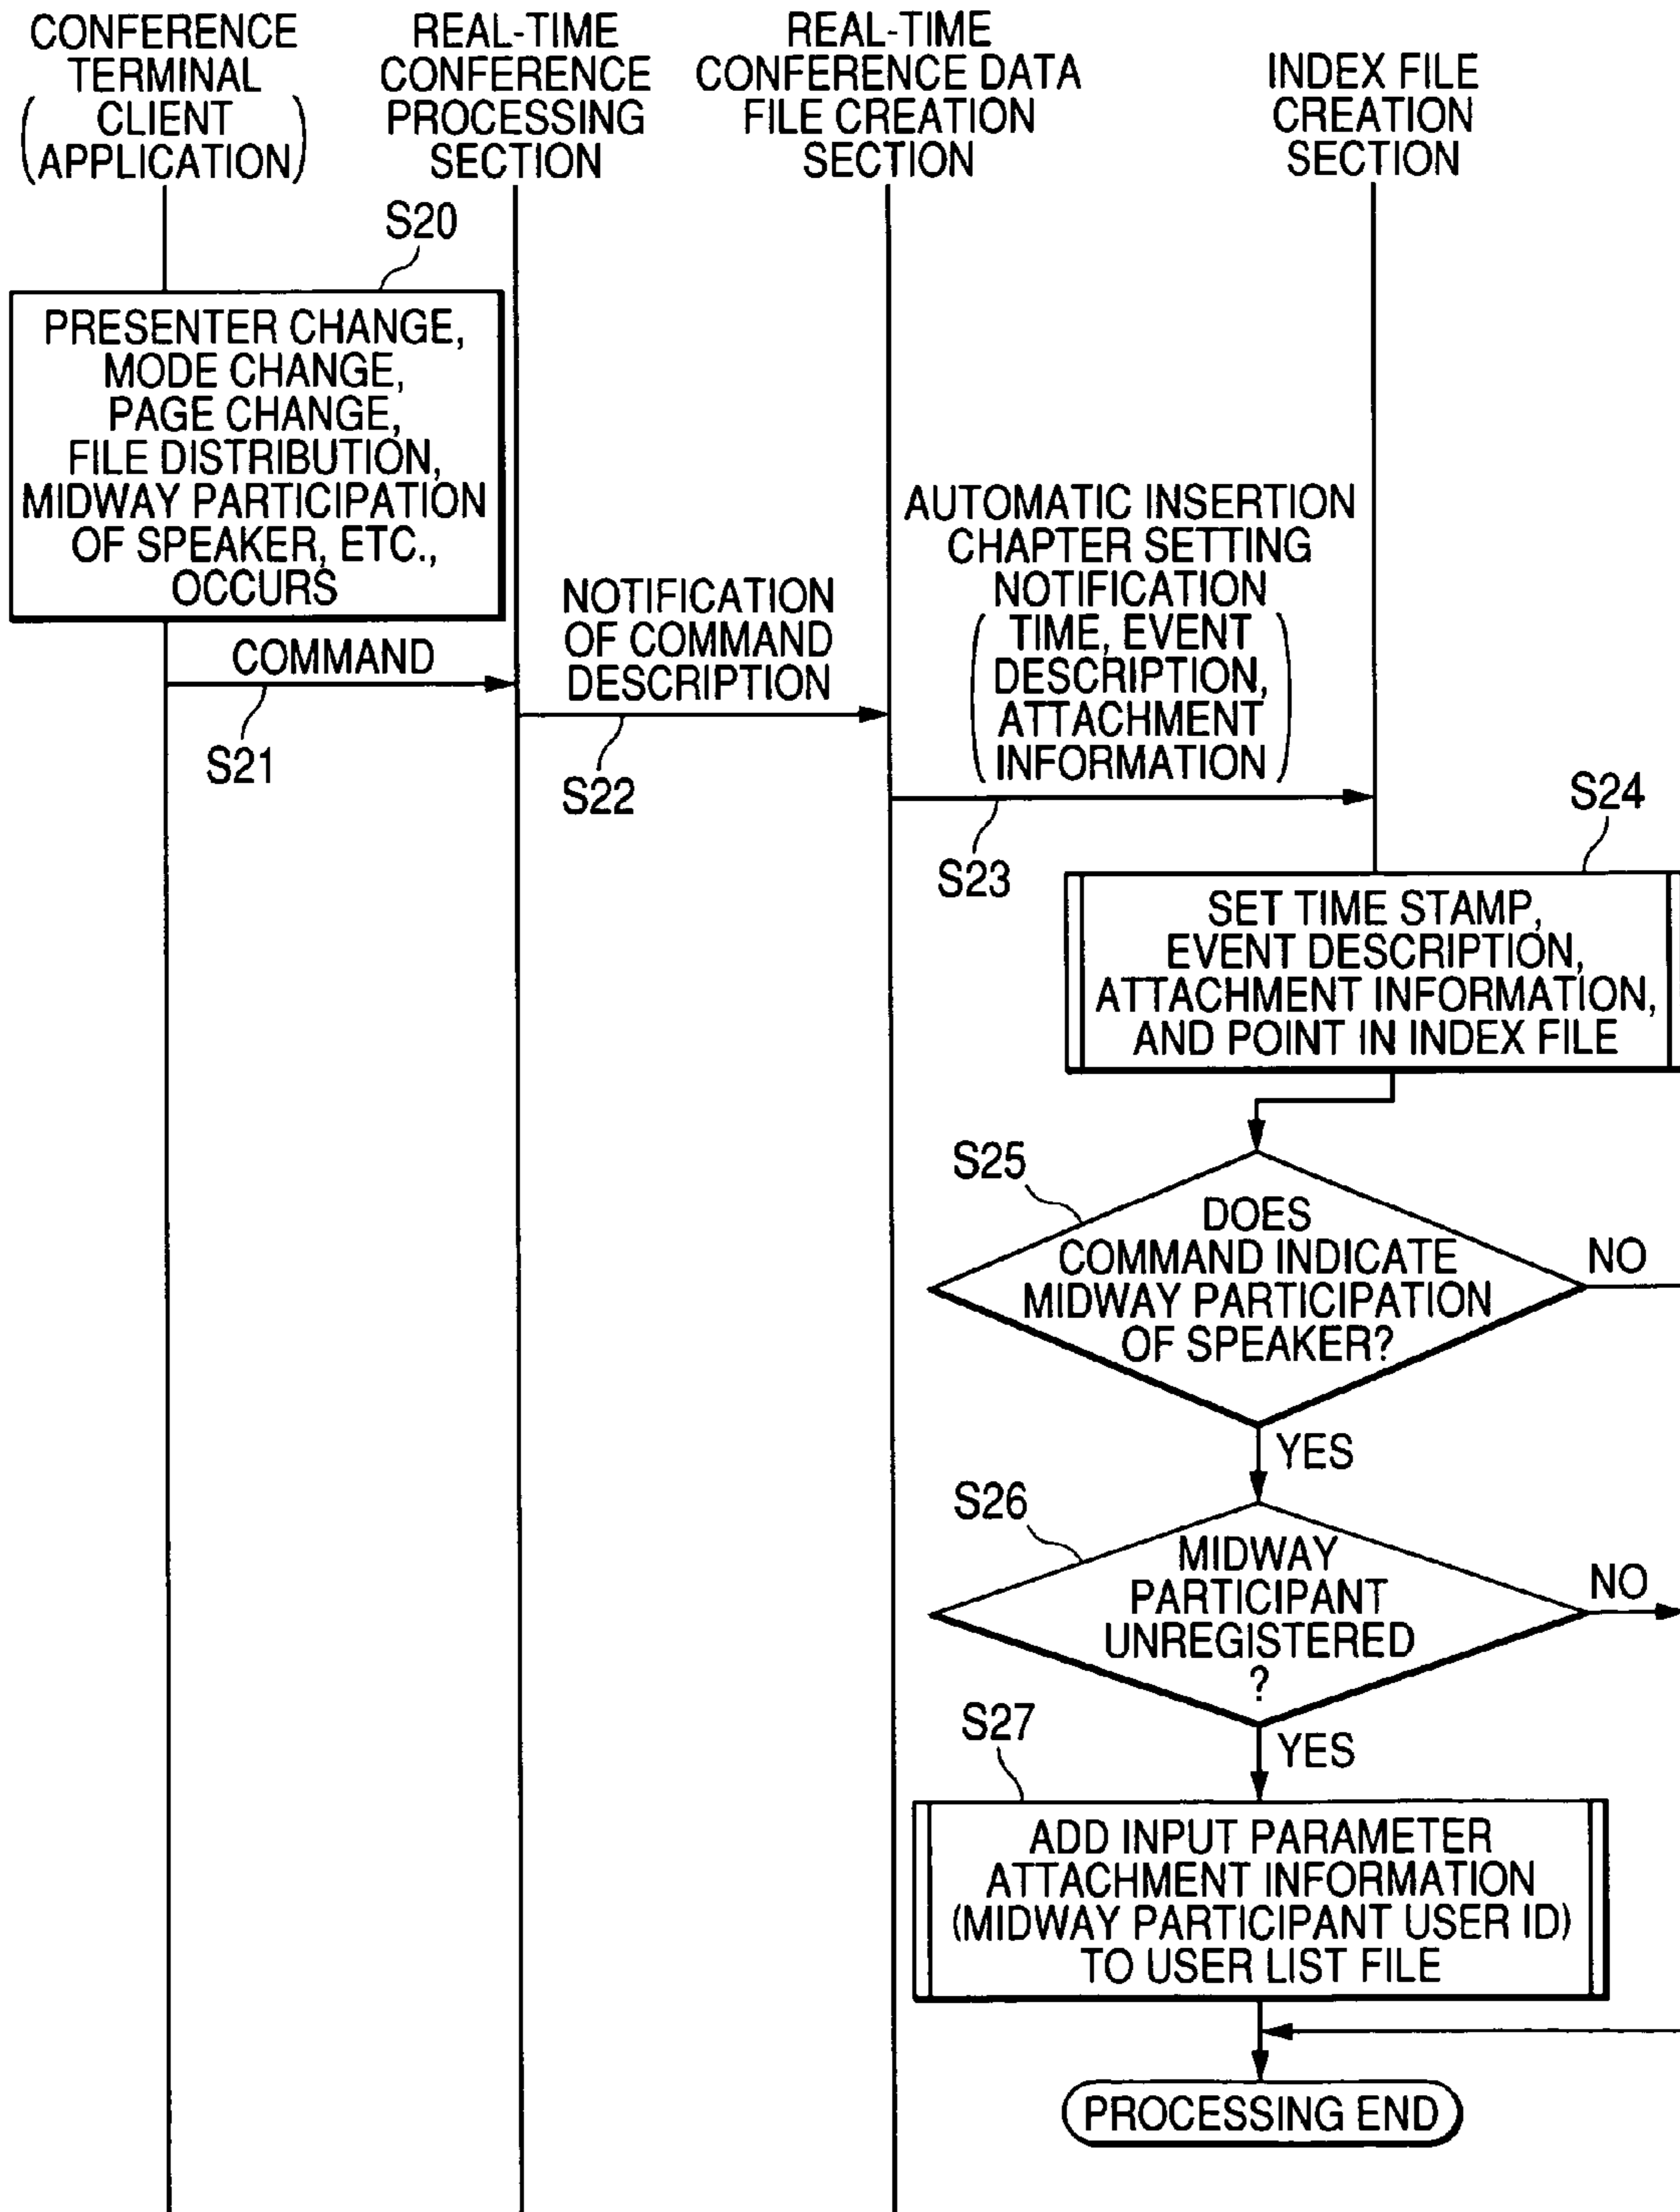 CONFERENCE
TERMINAL
(CLIENT
APPLICATION)
REAL-TIME
CONFERENCE
PROCESSING
SECTION
REAL-TIME
CONFERENCE DATA
FILE CREATION
SECTION
INDEX FILE
CREATION
SECTION
S20
PRESENTER CHANGE,
MODE CHANGE,
PAGE CHANGE,
FILE DISTRIBUTION,
MIDWAY PARTICIPATION
OF SPEAKER, ETC.,
OCCURS
COMMAND
S21
NOTIFICATION
OF COMMAND
DESCRIPTION
S22
AUTOMATIC INSERTION
CHAPTER SETTING
NOTIFICATION
(TIME, EVENT
DESCRIPTION,
ATTACHMENT
INFORMATION)
S23
S24
SET TIME STAMP,
EVENT DESCRIPTION,
ATTACHMENT INFORMATION,
AND POINT IN INDEX FILE
S25
DOES
COMMAND INDICATE
MIDWAY PARTICIPATION
OF SPEAKER?
NO
YES
S26
MIDWAY
PARTICIPANT
UNREGISTERED
?
NO
YES
S27
ADD INPUT PARAMETER
ATTACHMENT INFORMATION
(MIDWAY PARTICIPANT USER ID)
TO USER LIST FILE
PROCESSING END